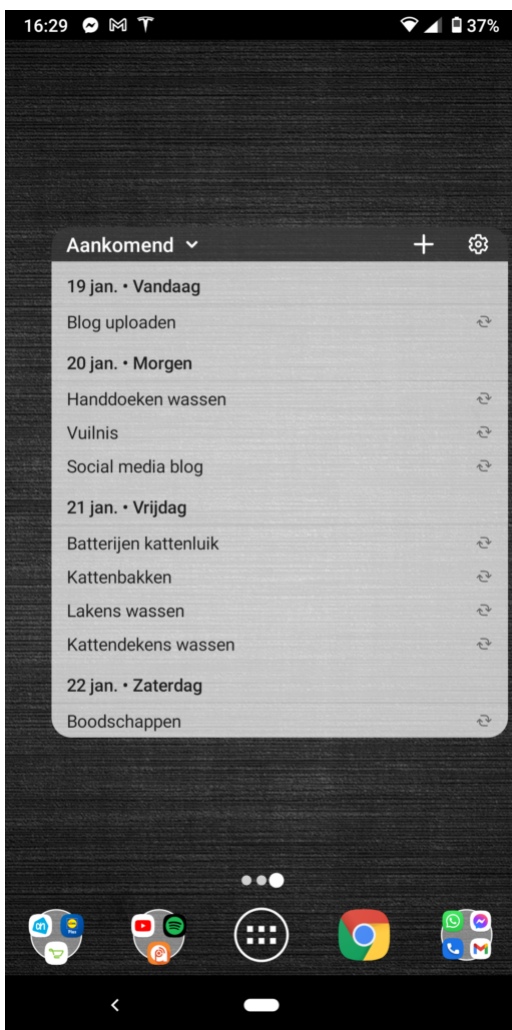 16:29
37%
Aankomend
19 jan. • Vandaag
Blog uploaden
20 jan. • Morgen
Handdoeken wassen
Vuilnis
Social media blog
21 jan. • Vrijdag
Batterijen kattenluik
Kattenbakken
Lakens wassen
Kattendekens wassen
22 jan. • Zaterdag
Boodschappen